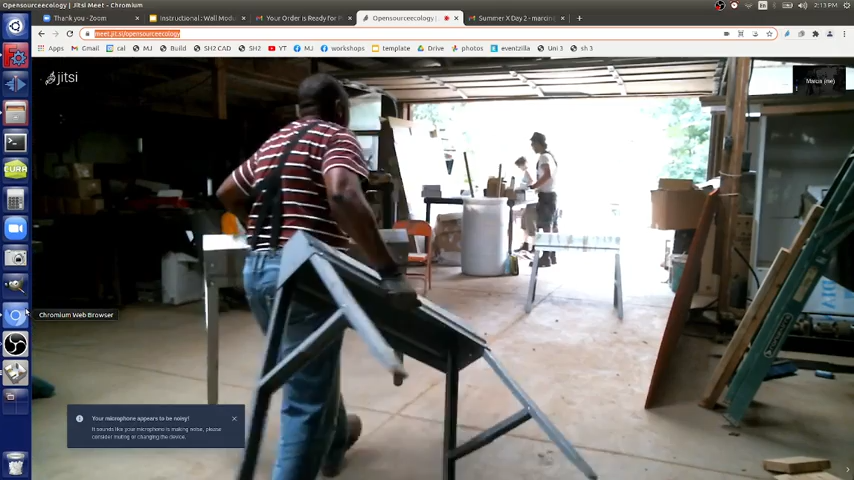 Opensourceecology | Jitsi Meet - Chromium
2:13 PM
Thank you - Zoom
Instructional: Wall Modu
Your Order is Ready for P
Opensourceecology
Summer X Day 2 - marcin
meet.jit.si/opensourceecology
Apps
Gmail
cal
MJ
Build
SH2 CAD
SH2
YT
MJ
workshops
template
Drive
photos
eventzilla
Uni 3
sh 3
jitsi
Marcin (me)
CURA
Chromium Web Browser
Your microphone appears to be noisy!
It sounds like your microphone is making noise, please
consider muting or changing the device.